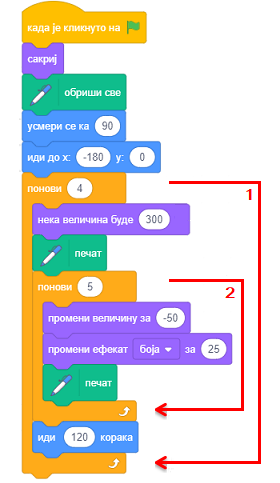 када је кликнуто на
сакриј
обриши све
усмери се ка 90
иди до x: -180 y: 0
понови 4
1
нека величина буде 300
печат
понови 5
2
промени величину за -50
промени ефекат боја за 25
печат
иди 120 корака